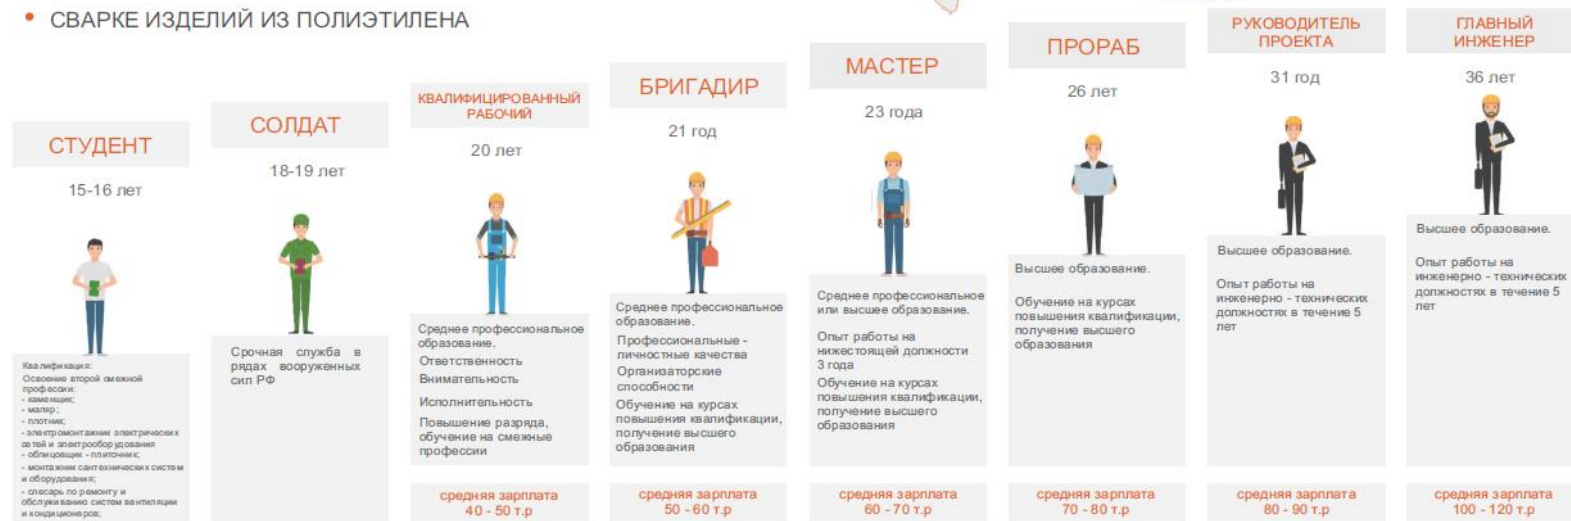 • СВАРКЕ ИЗДЕЛИЙ ИЗ ПОЛИЭТИЛЕНА
СТУДЕНТ
15-16 лет
Квалификация:
Освоение второй смежной
профессии:
- каменщик;
- маляр;
- плотник;
- электромонтажник электрических
сетей и электрооборудования
- облицовщик - плиточник;
- монтажник сантехнических систем
и оборудования;
- слесарь по ремонту и
обслуживанию систем вентиляции
и кондиционеров;
СОЛДАТ
18-19 лет
Срочная служба в
рядах вооруженных
сил РФ
КВАЛИФИЦИРОВАННЫЙ
РАБОЧИЙ
20 лет
Среднее профессиональное
образование.
Ответственность
Внимательность
Исполнительность
Повышение разряда,
обучение на смежные
профессии
средняя зарплата
40 - 50 т.р
БРИГАДИР
21 год
Среднее профессиональное
образование.
Профессиональные -
личностные качества
Организаторские
способности
Обучение на курсах
повышения квалификации,
получение высшего
образования
средняя зарплата
50 - 60 т.р
МАСТЕР
23 года
Среднее профессиональное
или высшее образование.
Опыт работы на
нижестоящей должности
3 года
Обучение на курсах
повышения квалификации,
получение высшего
образования
средняя зарплата
60 - 70 т.р
ПРОРАБ
26 лет
Высшее образование.
Обучение на курсах
повышения квалификации,
получение высшего
образования
средняя зарплата
70 - 80 т.р
РУКОВОДИТЕЛЬ
ПРОЕКТА
31 год
Высшее образование.
Опыт работы на
инженерно - технических
должностях в течение 5
лет
средняя зарплата
80 - 90 т.р
ГЛАВНЫЙ
ИНЖЕНЕР
36 лет
Высшее образование.
Опыт работы на
инженерно - технических
должностях в течение 5
лет
средняя зарплата
100 - 120 т.р